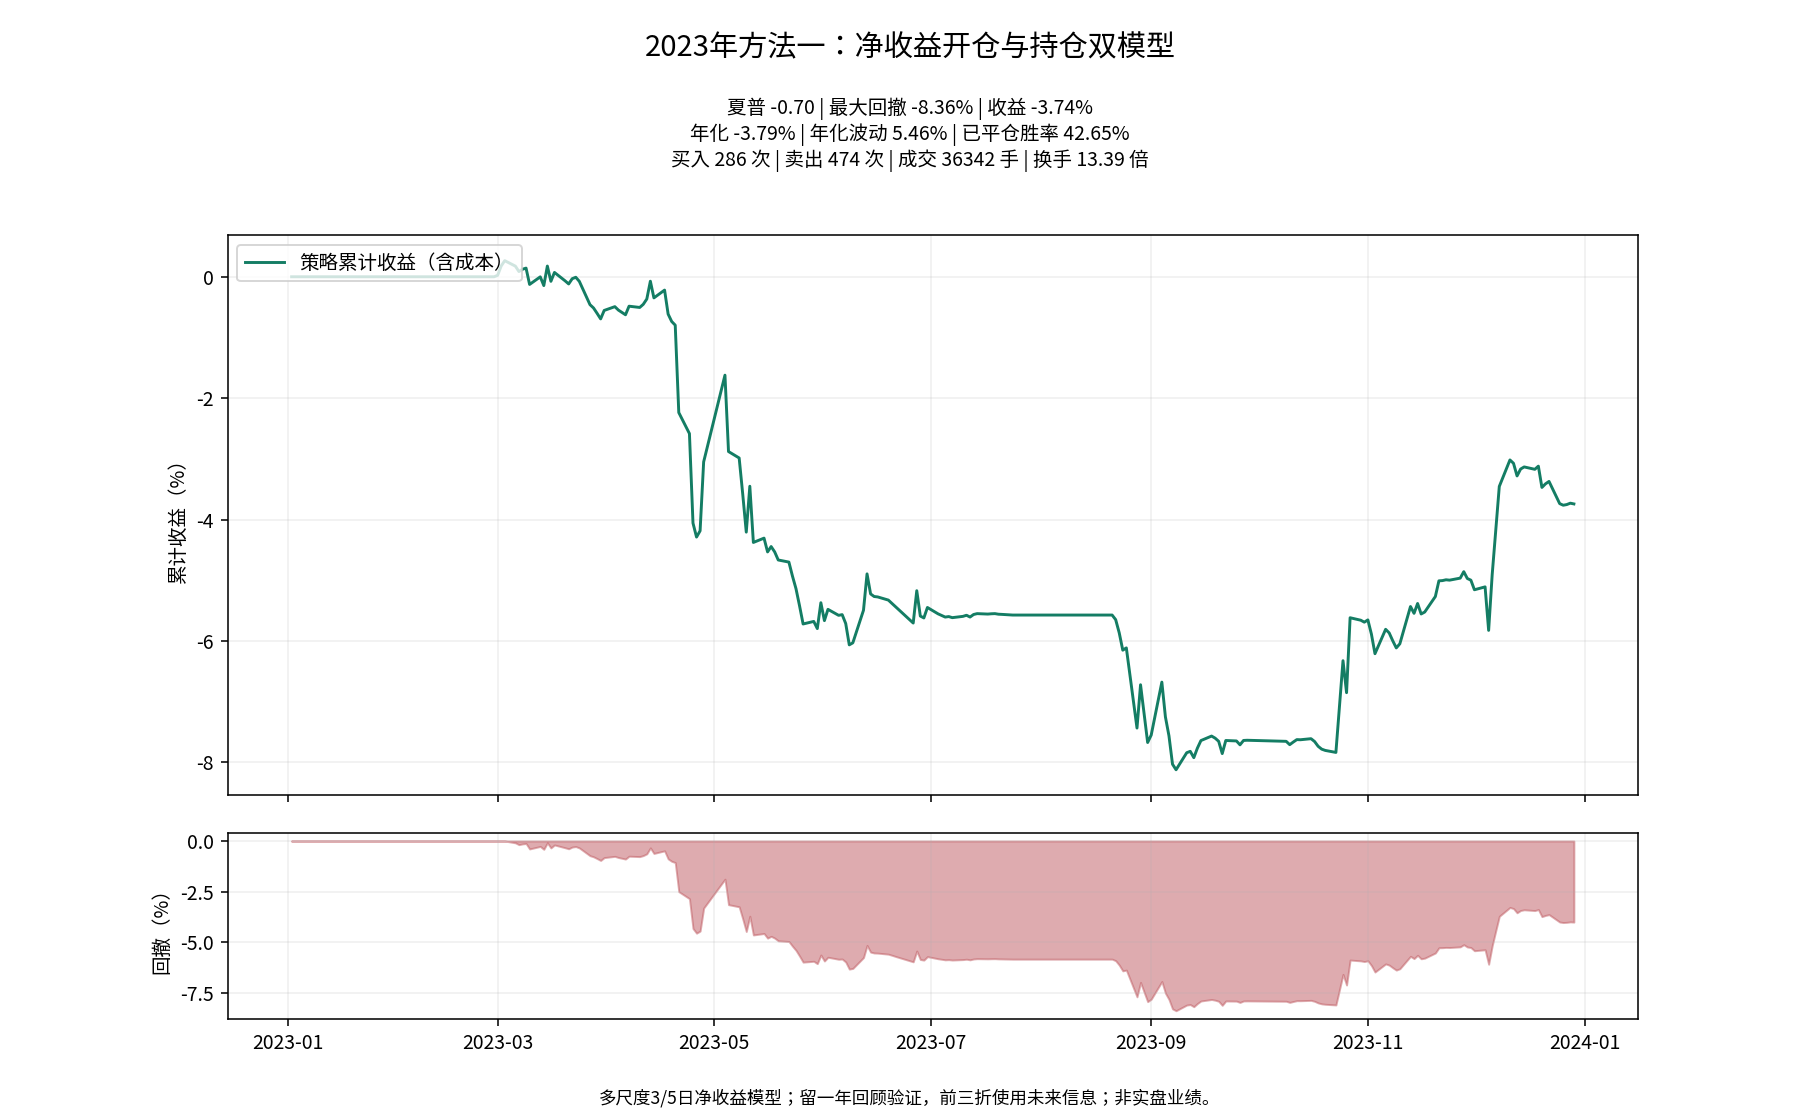 2023年方法一：净收益开仓与持仓双模型
夏普 -0.70 | 最大回撤 -8.36% | 收益 -3.74%
年化 -3.79% | 年化波动 5.46% | 已平仓胜率 42.65%
买入 286 次 | 卖出 474 次 | 成交 36342 手 | 换手 13.39 倍
策略累计收益（含成本）
累计收益（%）
0
-2
-4
-6
-8
回撤（%）
0.0
-2.5
-5.0
-7.5
2023-01
2023-03
2023-05
2023-07
2023-09
2023-11
2024-01
多尺度3/5日净收益模型；留一年回顾验证，前三折使用未来信息；非实盘业绩。